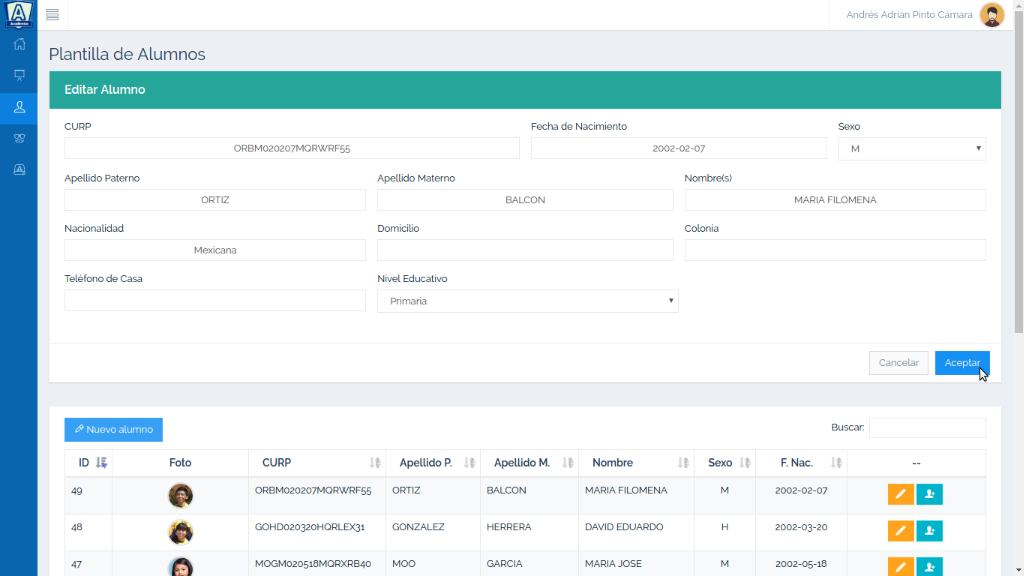 Andrés Adrián Pinto Cámara
Plantilla de Alumnos
Editar Alumno
CURP Fecha de Nacimiento Sexo
ORBM020207MQRWRF55 2002-02-07 M
Apellido Paterno Apellido Materno Nombre(s)
ORTIZ BALCON MARIA FILOMENA
Nacionalidad Domicilio Colonia
Mexicana
Teléfono de Casa Nivel Educativo
Primaria
Cancelar Aceptar
Nuevo alumno Buscar:
ID Foto CURP Apellido P. Apellido M. Nombre Sexo F. Nac. --
49 ORBM020207MQRWRF55 ORTIZ BALCON MARIA FILOMENA M 2002-02-07
48 GOHD020320HQRLEX31 GONZALEZ HERRERA DAVID EDUARDO H 2002-03-20
47 MOGM020518MQRXRB40 MOO GARCIA MARIA JOSE M 2002-05-18